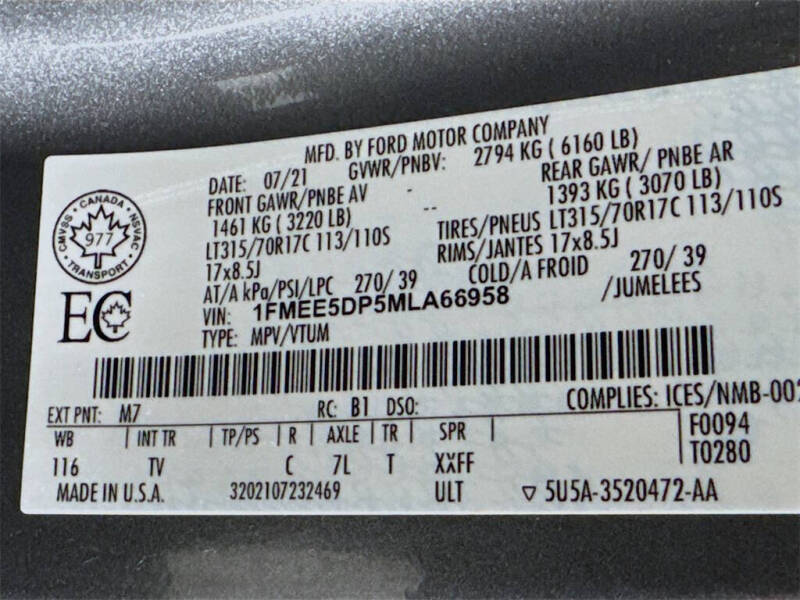 MFD. BY FORD MOTOR COMPANY
DATE: 07/21 GVWR/PNBV: 2794 KG ( 6160 LB)
FRONT GAWR/PNBE AV - REAR GAWR/ PNBE AR
1461 KG ( 3220 LB) -- 1393 KG ( 3070 LB)
LT315/70R17C 113/110S TIRES/PNEUS LT315/70R17C 113/110S
17x8.5J RIMS/JANTES 17x8.5J
AT/A kPa/PSI/LPC 270/ 39 COLD/A FROID 270/ 39
VIN: 1FMEE5DP5MLA66958 /JUMELEES
TYPE: MPV/VTUM
CANADA
CMVSS NSVAC
977
TRANSPORT
EC
EXT PNT: M7 RC: B1 DSO: COMPLIES: ICES/NMB-002
WB INT TR TP/PS R AXLE TR SPR F0094
116 TV C 7L T XXFF T0280
MADE IN U.S.A. 3202107232469 ULT ▽ 5U5A-3520472-AA